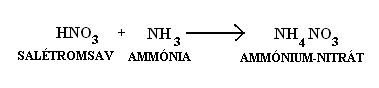 HNO₃ + NH₃ ⟶ NH₄NO₃
SALÉTROMSAV AMMÓNIA AMMÓNIUM-NITRÁT